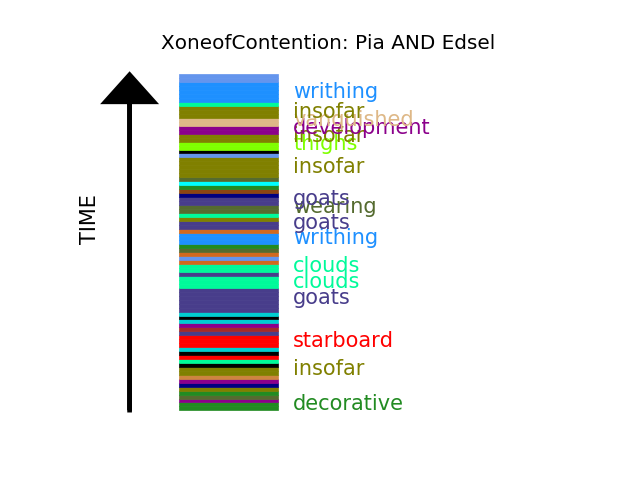 XoneofContention: Pia AND Edsel
writhing
insofar
vanquished
development
insofar
thighs
insofar
goats
wearing
goats
writhing
clouds
clouds
goats
starboard
insofar
decorative
TIME